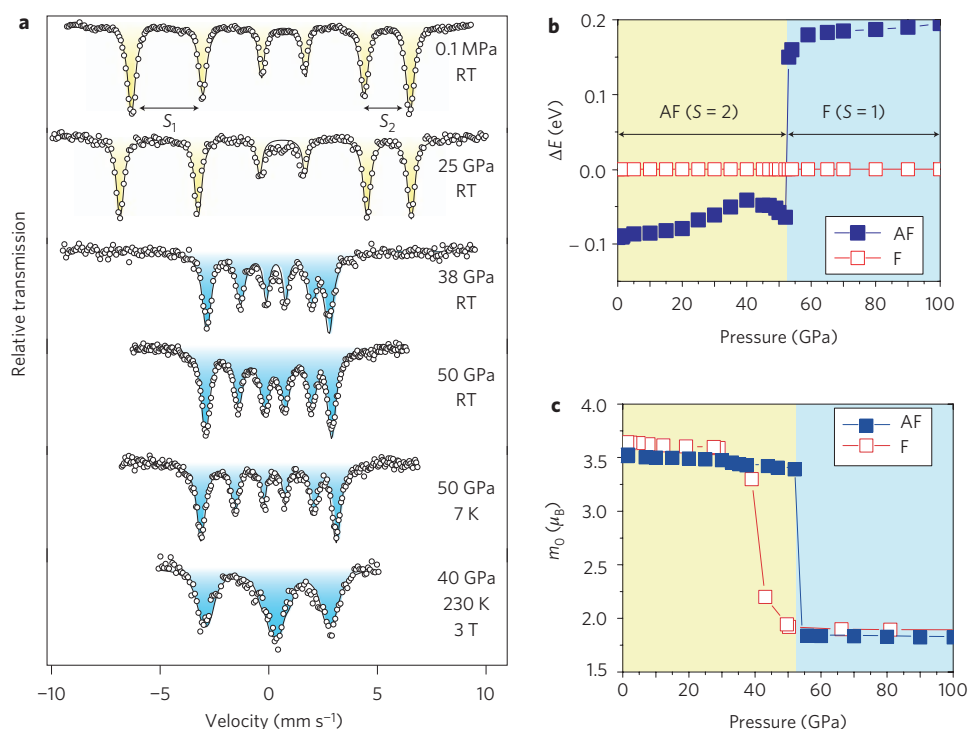 a
0.1 MPa
RT
S₁
S₂
25 GPa
RT
38 GPa
RT
50 GPa
RT
50 GPa
7 K
40 GPa
230 K
3 T
Relative transmission
−10
−5
0
5
10
Velocity (mm s⁻¹)
b
0.2
0.1
0.0
−0.1
ΔE (eV)
AF (S = 2)
F (S = 1)
AF
F
0
20
40
60
80
100
Pressure (GPa)
c
4.0
3.5
3.0
2.5
2.0
1.5
m₀ (μB)
AF
F
0
20
40
60
80
100
Pressure (GPa)